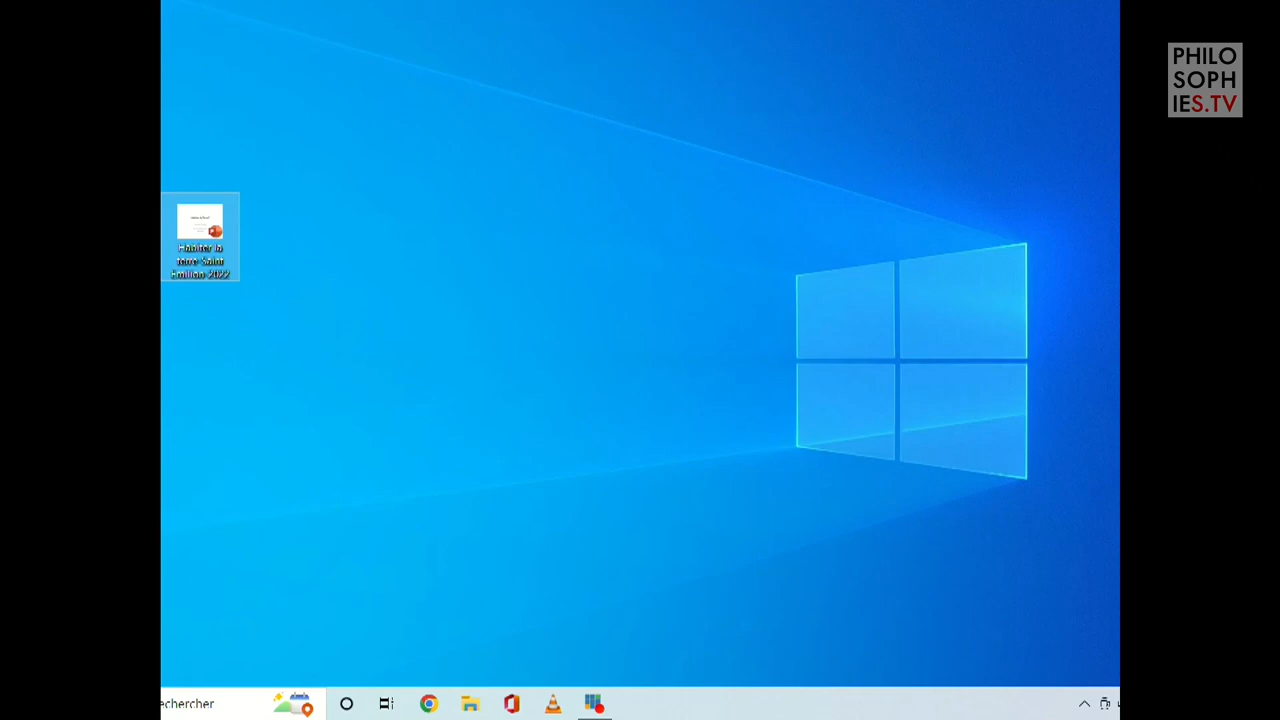 PHILO
SOPH
IES.TV
Habiter la
terre Saint
Emilion 2022
echercher